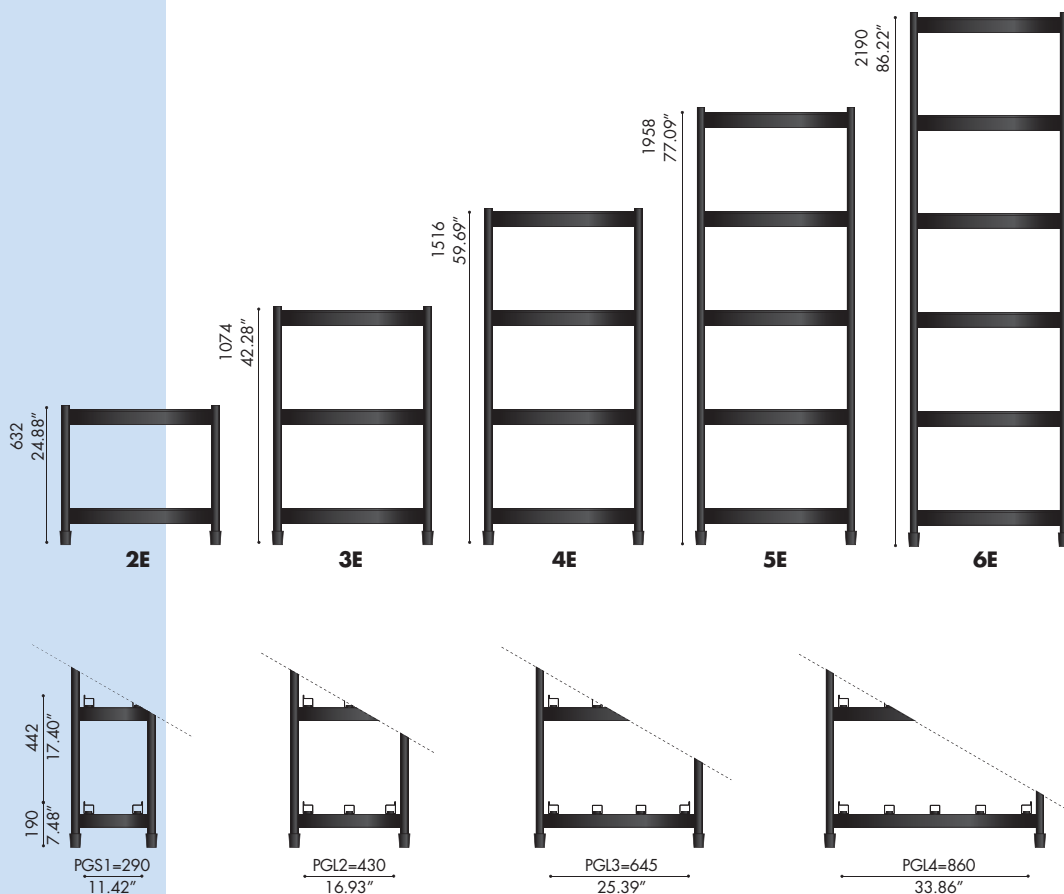 2190
86.22″
1958
77.09″
1516
59.69″
1074
42.28″
632
24.88″
2E
3E
4E
5E
6E
442
17.40″
190
7.48″
PGS1=290
11.42″
PGL2=430
16.93″
PGL3=645
25.39″
PGL4=860
33.86″